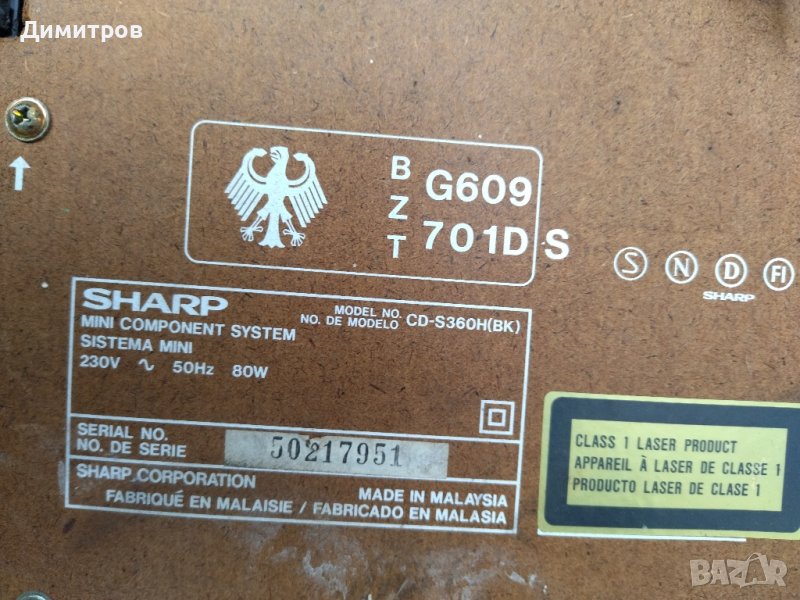 Димитров
B
Z
T
G609
701D S
S N D FI
SHARP
SHARP
MINI COMPONENT SYSTEM
SISTEMA MINI
230V ∿ 50Hz 80W
MODEL NO.
NO. DE MODELO CD-S360H(BK)
SERIAL NO.
NO. DE SERIE 50217951
SHARP CORPORATION
MADE IN MALAYSIA
FABRIQUÉ EN MALAISIE / FABRICADO EN MALASIA
CLASS 1 LASER PRODUCT
APPAREIL À LASER DE CLASSE 1
PRODUCTO LASER DE CLASE 1
BAZAR